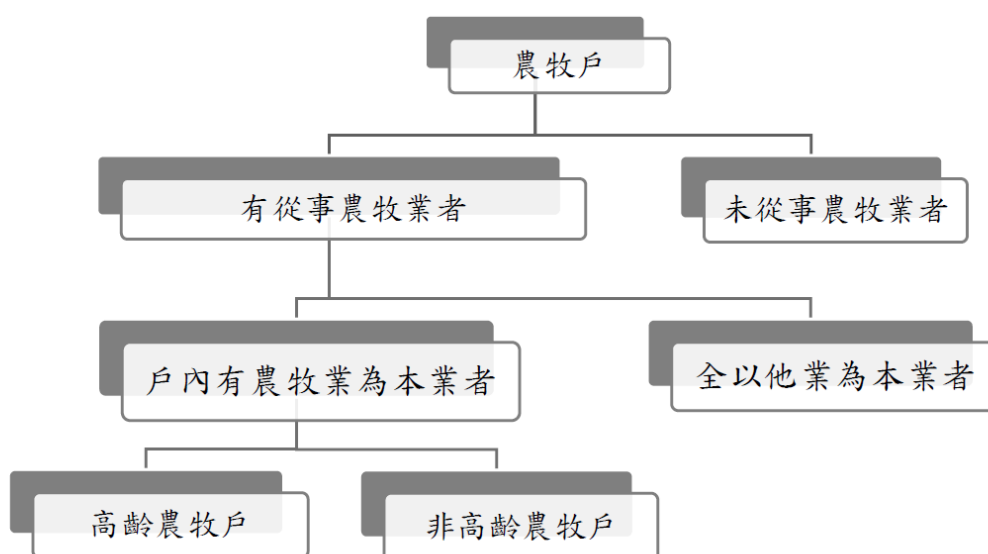 農牧戶
有從事農牧業者
未從事農牧業者
戶內有農牧業為本業者
全以他業為本業者
高齡農牧戶
非高齡農牧戶